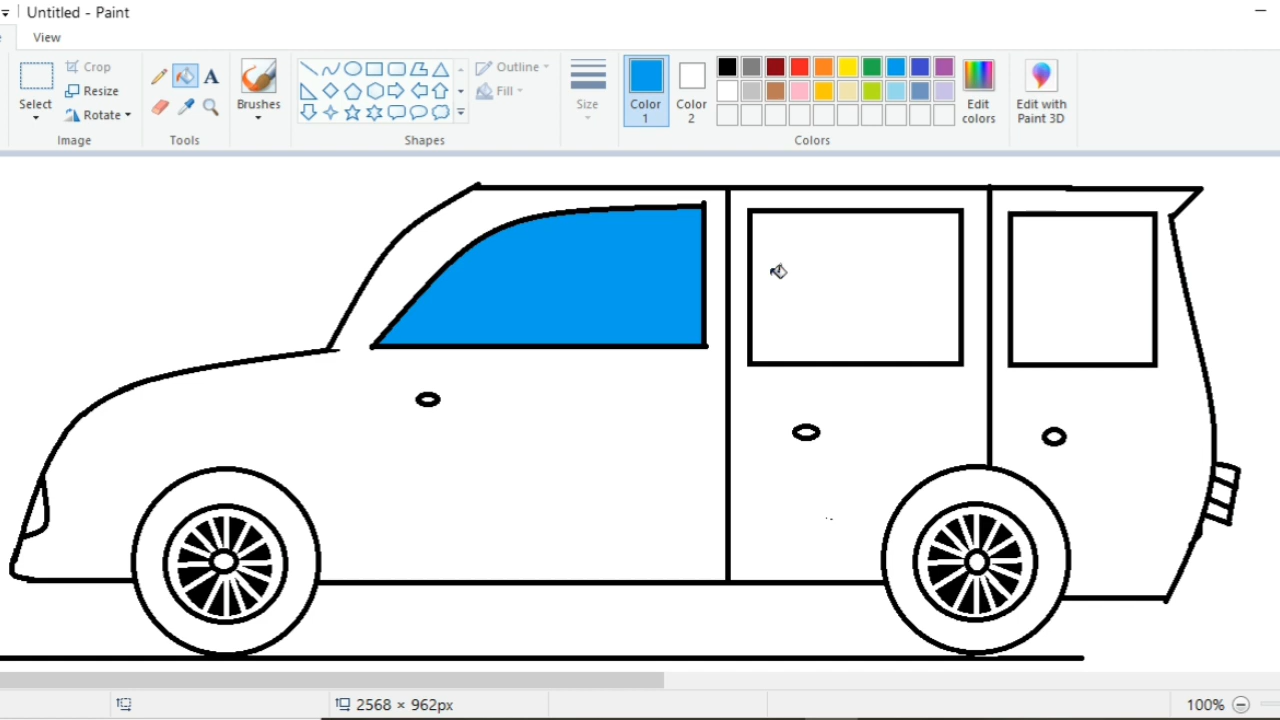 Untitled - Paint
View
Select
Crop
Resize
Rotate
Image
A
Tools
Brushes
Outline
Fill
Shapes
Size
Color
1
Color
2
Edit
colors
Colors
Edit with
Paint 3D
2568 × 962px
100%